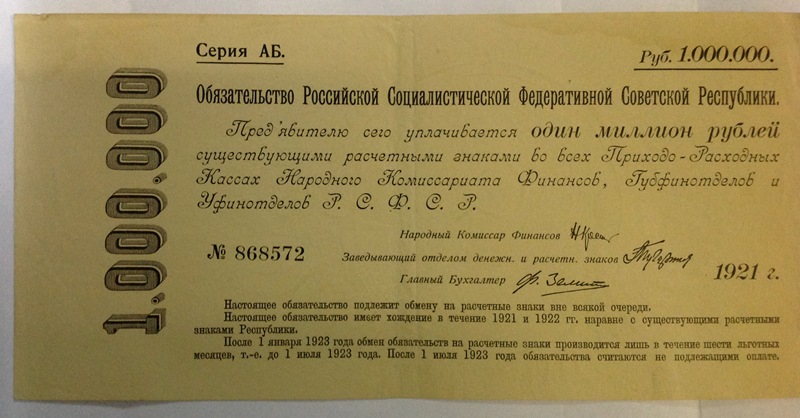 Серия АБ.
Руб. 1.000.000.
Обязательство Российской Социалистической Федеративной Советской Республики.
Пред'явителю сего уплачивается один миллион рублей
существующими расчетными знаками во всех Приходо-Расходных
Кассах Народного Комиссариата Финансов, Губфинотделов и
Уфинотделов Р. С. Ф. С. Р.
1.000.000
Народный Комиссар Финансов
№ 868572
Заведывающий отделом денежн. и расчетн. знаков
Главный Бухгалтер
1921 г.
Настоящее обязательство подлежит обмену на расчетные знаки вне всякой очереди.
Настоящее обязательство имеет хождение в течение 1921 и 1922 гг. наравне с существующими расчетными
знаками Республики.
После 1 января 1923 года обмен обязательств на расчетные знаки производится лишь в течение шести льготных
месяцев, т.-е. до 1 июля 1923 года. После 1 июля 1923 года обязательства считаются не подлежащими оплате.